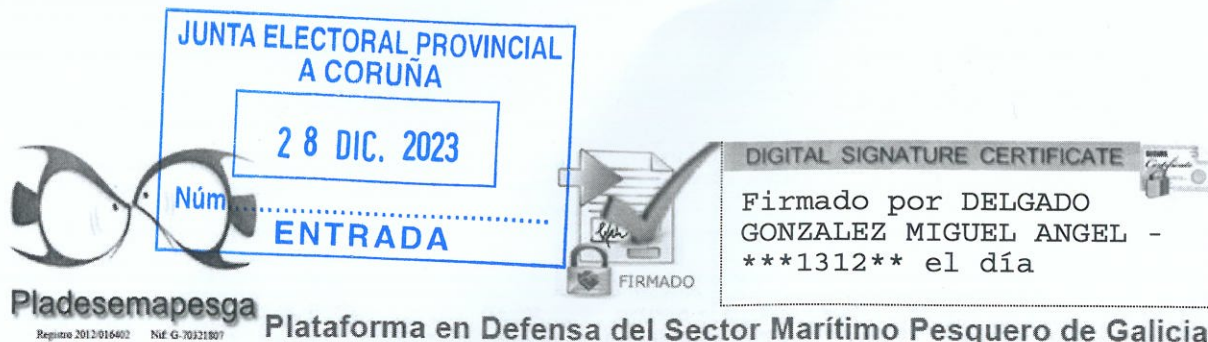 JUNTA ELECTORAL PROVINCIAL
A CORUÑA
28 DIC. 2023
Núm
ENTRADA
FIRMADO
DIGITAL SIGNATURE CERTIFICATE
Firmado por DELGADO
GONZALEZ MIGUEL ANGEL -
***1312** el día
Pladesemapesga
Registro 2012/016402 Nif: G-70321807
Plataforma en Defensa del Sector Marítimo Pesquero de Galicia